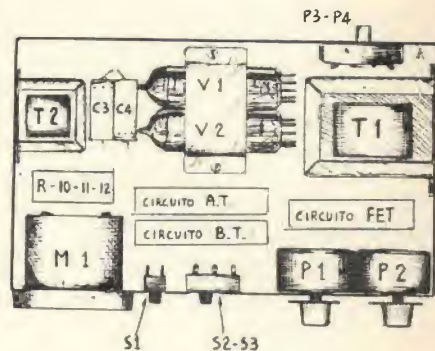 P3-P4
T2
C3
C4
V1
V2
T1
R-10-11-12
CIRCUITO A.T.
CIRCUITO B.T.
CIRCUITO FET
M1
P1
P2
S1
S2-S3